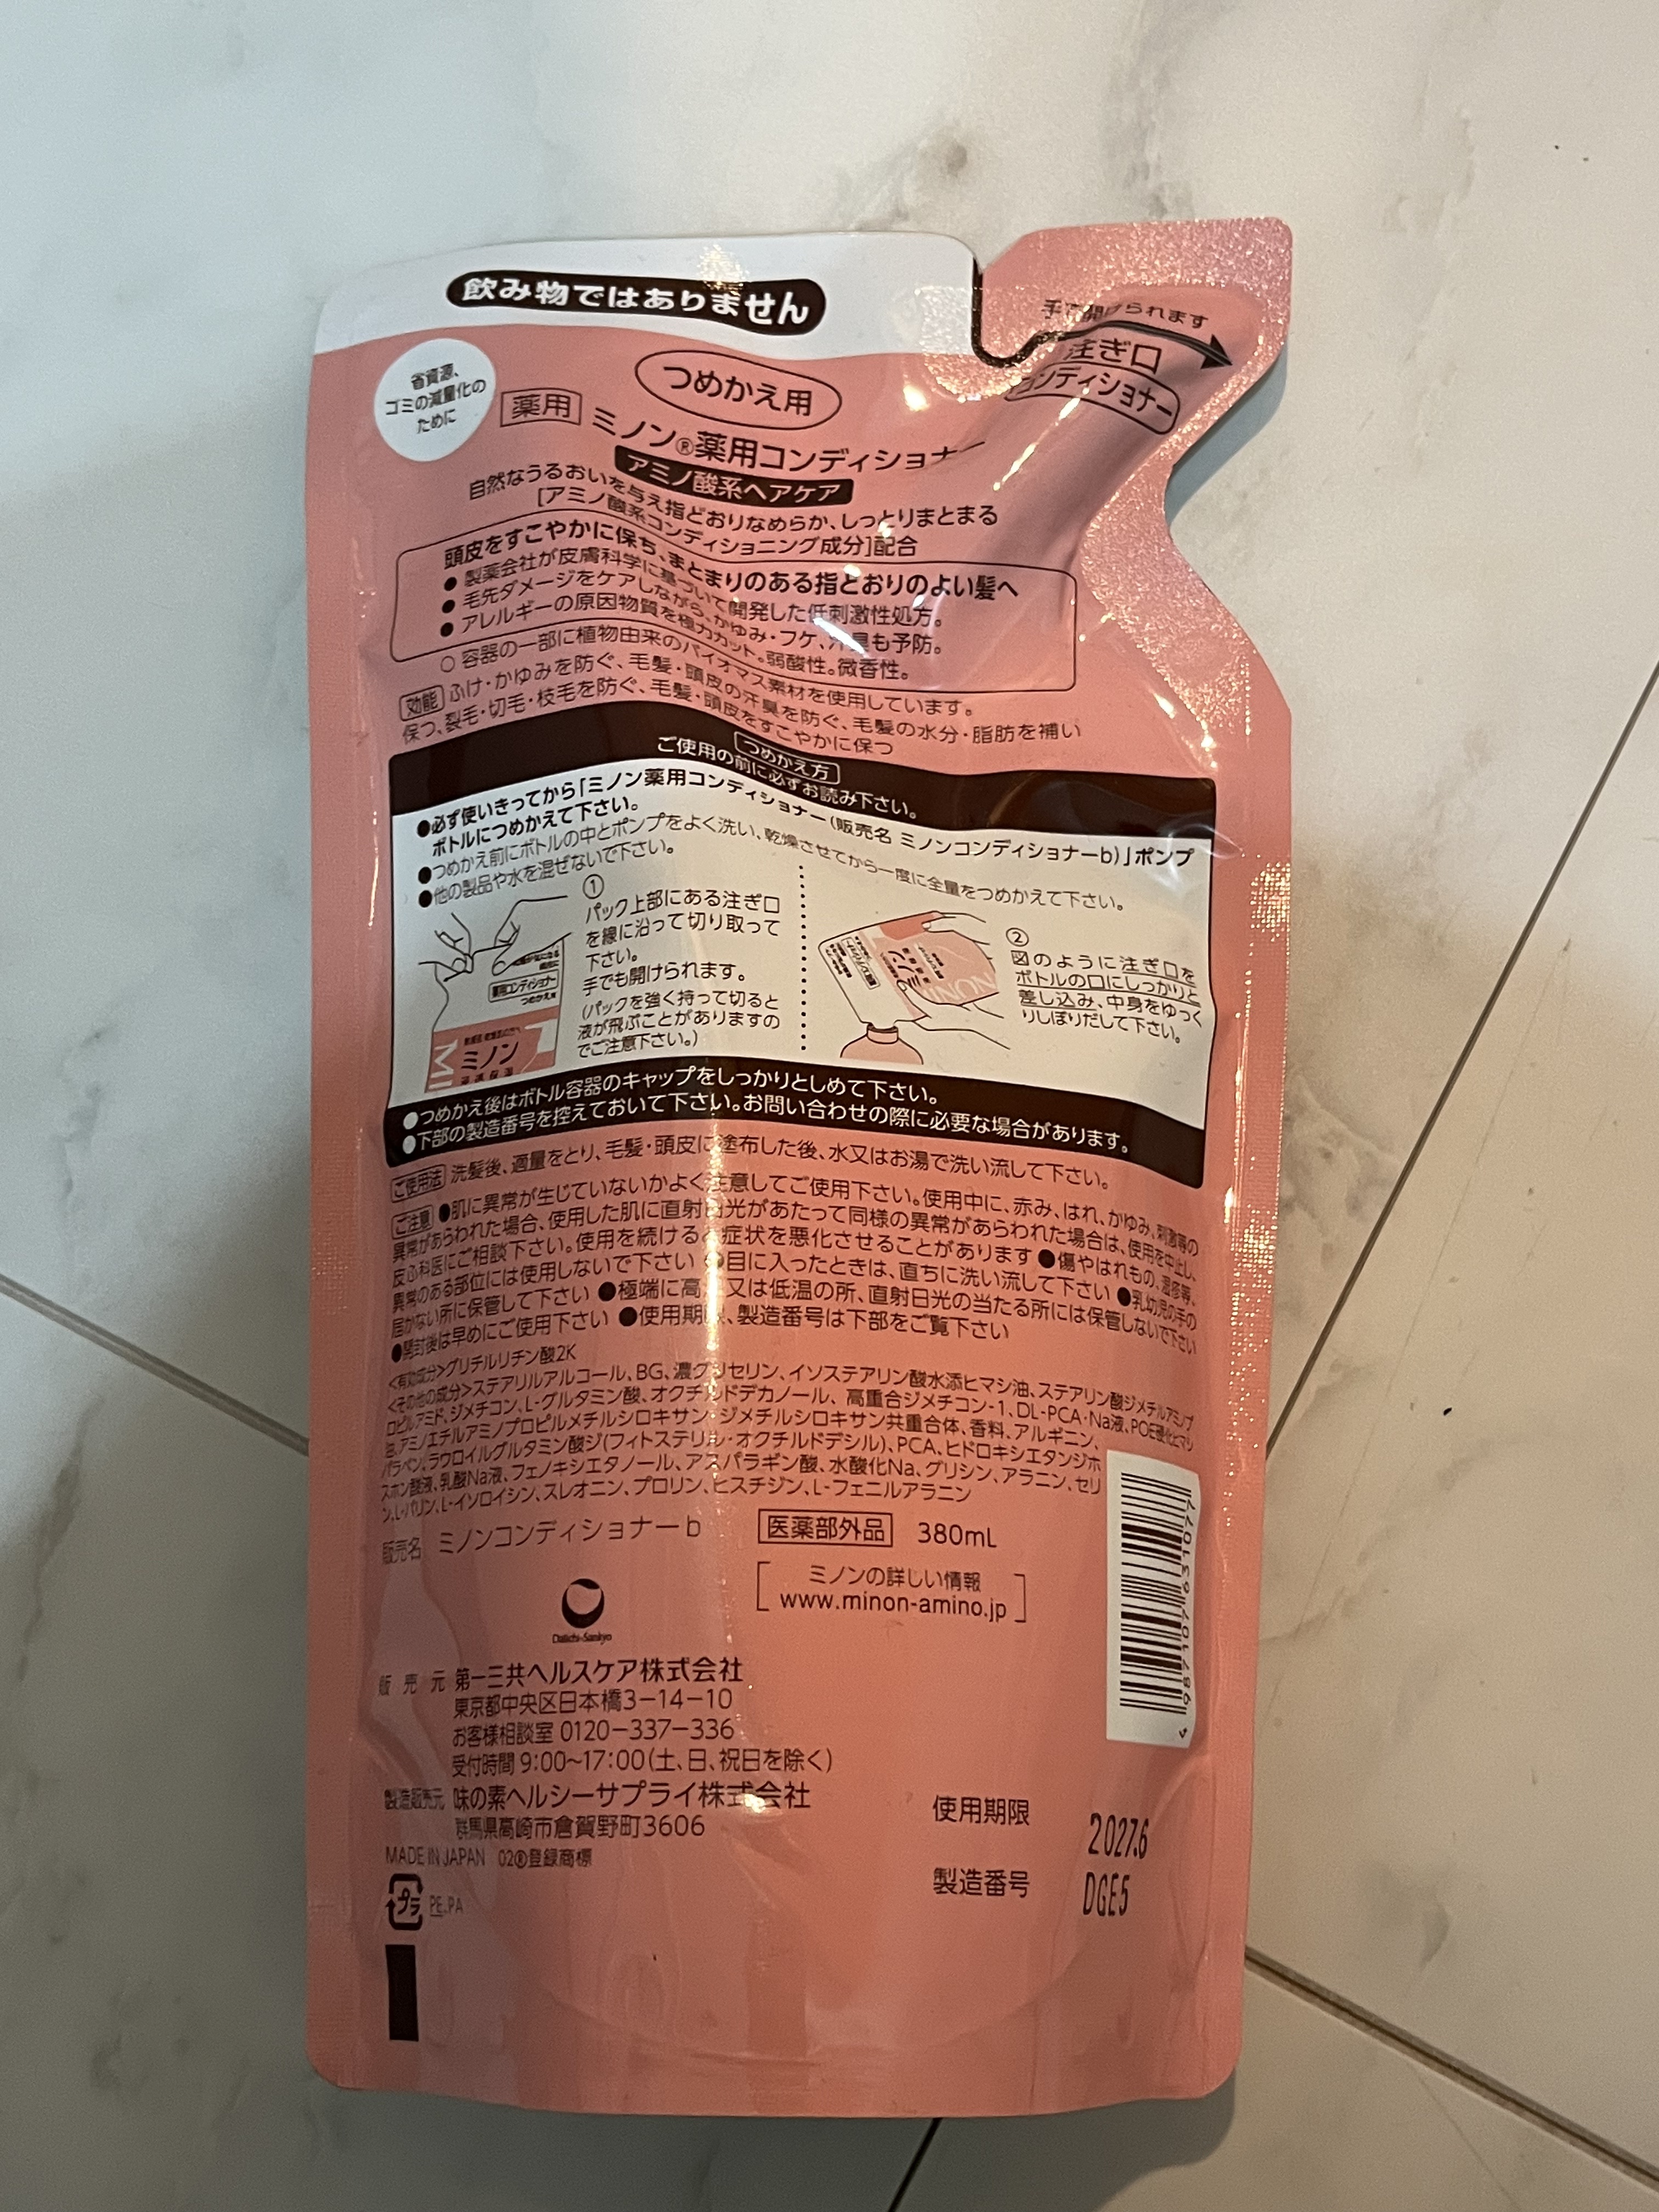 飲み物ではありません
手で開けられます
注ぎ口
コンディショナー
省資源、
ゴミの減量化の
ために
つめかえ用
薬用 ミノン®薬用コンディショナー
アミノ酸系ヘアケア
自然なうるおいを与え指どおりなめらか、しっとりまとまる
[アミノ酸系コンディショニング成分]配合
頭皮をすこやかに保ち、まとまりのある指どおりのよい髪へ
● 製薬会社が皮膚科学に基づいて開発した低刺激性処方。
● 毛先ダメージをケアしながら、かゆみ・フケ、汗臭も予防。
● アレルギーの原因物質を極力カット。弱酸性。微香性。
○ 容器の一部に植物由来のバイオマス素材を使用しています。
効能 ふけ・かゆみを防ぐ、毛髪・頭皮の汗臭を防ぐ、毛髪の水分・脂肪を補い
保つ、裂毛・切毛・枝毛を防ぐ、毛髪・頭皮をすこやかに保つ
つめかえ方
ご使用の前に必ずお読み下さい。
●必ず使いきってから「ミノン薬用コンディショナー(販売名 ミノンコンディショナーb)」ポンプ
ボトルにつめかえて下さい。
●つめかえ前にボトルの中とポンプをよく洗い、乾燥させてから一度に全量をつめかえて下さい。
●他の製品や水を混ぜないで下さい。
①
パック上部にある注ぎ口
を線に沿って切り取って
下さい。
手でも開けられます。
(パックを強く持って切ると
液が飛ぶことがありますの
でご注意下さい。)
薬用コンディショナー
つめかえ用
ミノン
②
図のように注ぎ口を
ボトルの口にしっかりと
差し込み、中身をゆっく
りしぼりだして下さい。
●つめかえ後はボトル容器のキャップをしっかりとしめて下さい。
●下部の製造番号を控えておいて下さい。お問い合わせの際に必要な場合があります。
ご使用法 洗髪後、適量をとり、毛髪・頭皮に塗布した後、水又はお湯で洗い流して下さい。
ご注意 ●肌に異常が生じていないかよく注意してご使用下さい。使用中に、赤み、はれ、かゆみ、刺激等の
異常があらわれた場合、使用した肌に直射日光があたって同様の異常があらわれた場合は、使用を中止し、
皮ふ科医にご相談下さい。使用を続けると症状を悪化させることがあります ●傷やはれもの、湿疹等、
異常のある部位には使用しないで下さい ●目に入ったときは、直ちに洗い流して下さい ●乳幼児の手の
届かない所に保管して下さい ●極端に高温又は低温の所、直射日光の当たる所には保管しないで下さい
●開封後は早めにご使用下さい ●使用期限、製造番号は下部をご覧下さい
<有効成分>グリチルリチン酸2K
<その他の成分>ステアリルアルコール、BG、濃グリセリン、イソステアリン酸水添ヒマシ油、ステアリン酸ジメチルアミノプ
ロピルアミド、ジメチコン、L-グルタミン酸、オクチルドデカノール、高重合ジメチコン-1、DL-PCA・Na液、POE硬化ヒマシ
油、アミノエチルアミノプロピルメチルシロキサン・ジメチルシロキサン共重合体、香料、アルギニン、
パラベン、ラウロイルグルタミン酸ジ(フィトステリル・オクチルドデシル)、PCA、ヒドロキシエタンジホ
スホン酸液、乳酸Na液、フェノキシエタノール、アスパラギン酸、水酸化Na、グリシン、アラニン、セリ
ン、L-バリン、L-イソロイシン、スレオニン、プロリン、ヒスチジン、L-フェニルアラニン
販売名 ミノンコンディショナーb 医薬部外品 380mL
ミノンの詳しい情報
www.minon-amino.jp
Daiichi-Sankyo
4 987107 631077
販売元 第一三共ヘルスケア株式会社
東京都中央区日本橋3-14-10
お客様相談室 0120-337-336
受付時間 9:00~17:00(土、日、祝日を除く)
製造販売元 味の素ヘルシーサプライ株式会社
群馬県高崎市倉賀野町3606
MADE IN JAPAN 02®登録商標
プラ PE,PA
使用期限 2027.6
製造番号 DGE5